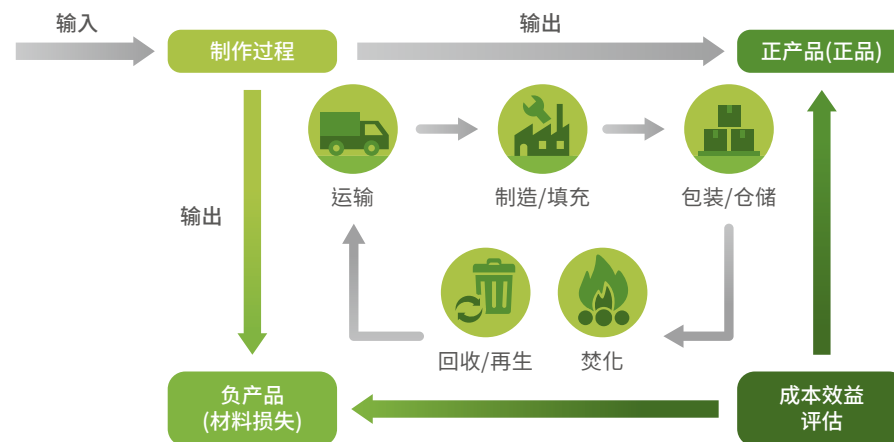 输入
输出
制作过程
正产品(正品)
运输
制造/填充
包装/仓储
输出
回收/再生
焚化
负产品
(材料损失)
成本效益
评估